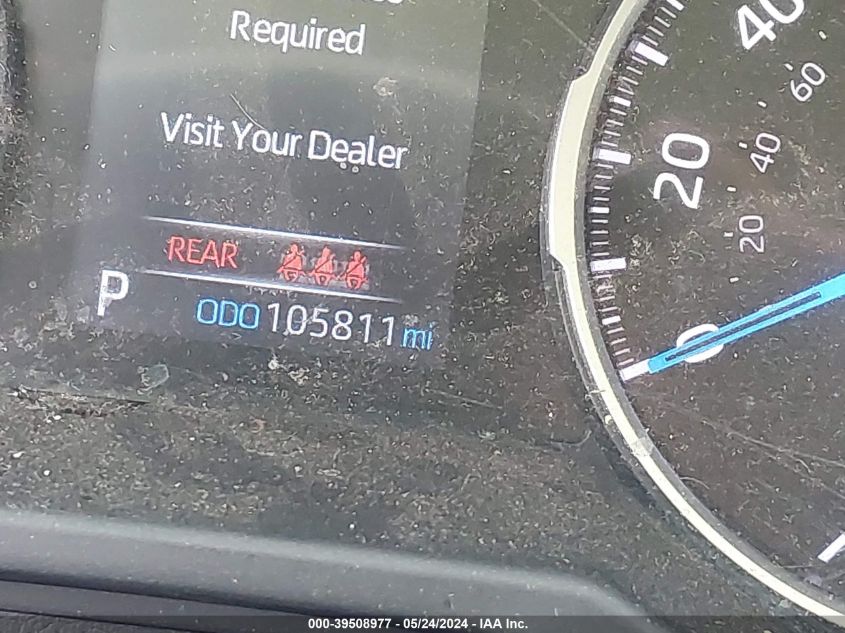 Required
Visit Your Dealer
REAR
P
ODO 105811 mi
40
60
20
40
20
0
000-39508977 - 05/24/2024 - IAA Inc.